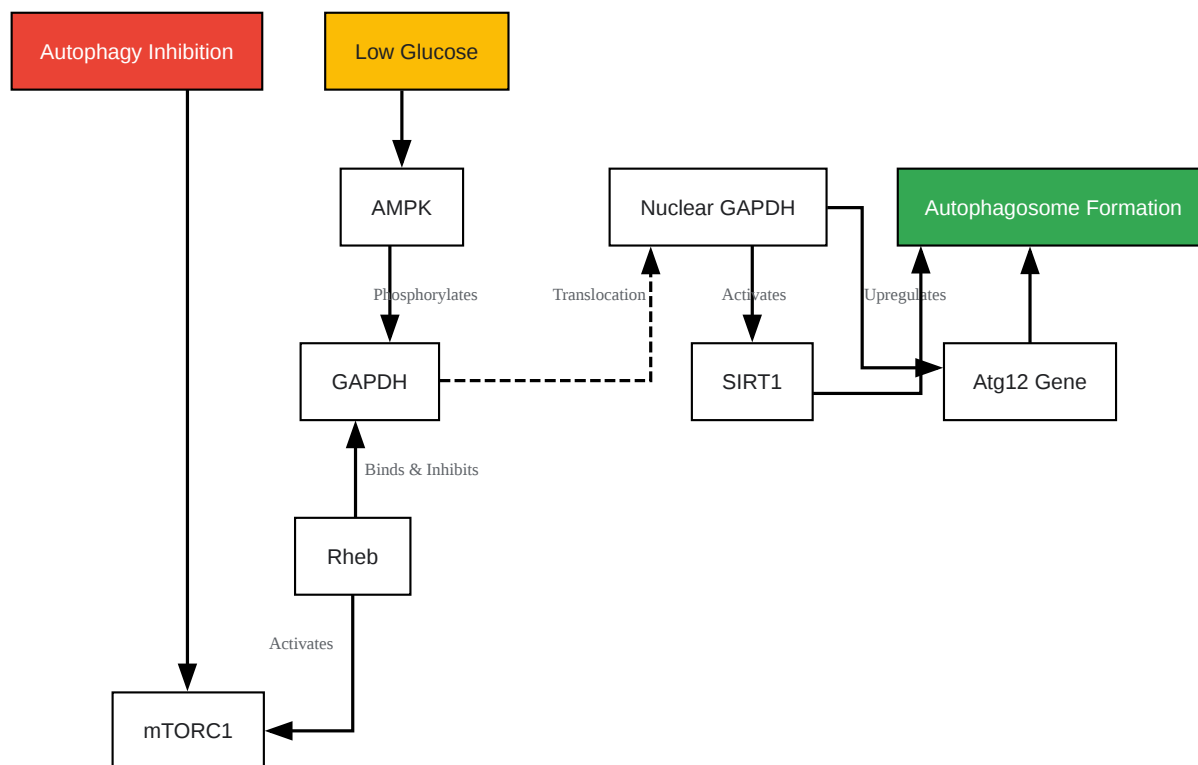 Autophagy Inhibition
Low Glucose
AMPK
Nuclear GAPDH
Autophagosome Formation
Phosphorylates
Translocation
Activates
Upregulates
GAPDH
SIRT1
Atg12 Gene
Binds & Inhibits
Rheb
Activates
mTORC1